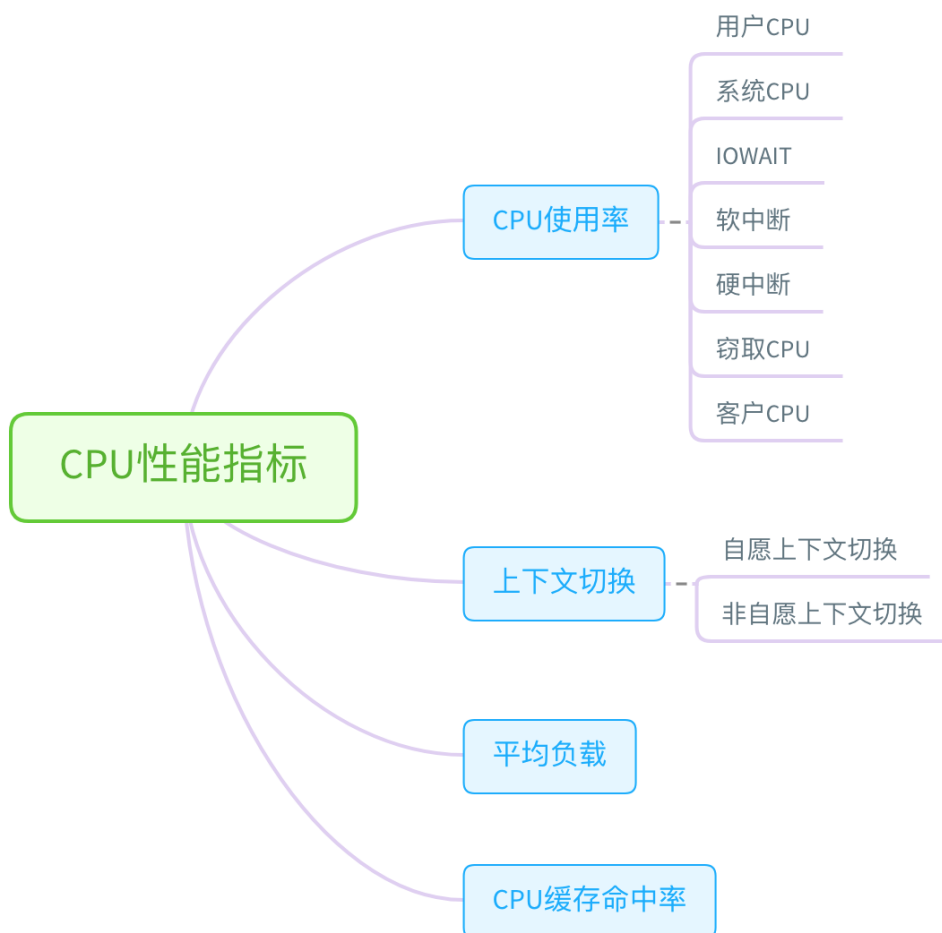 CPU性能指标
CPU使用率
用户CPU
系统CPU
IOWAIT
软中断
硬中断
窃取CPU
客户CPU
上下文切换
自愿上下文切换
非自愿上下文切换
平均负载
CPU缓存命中率